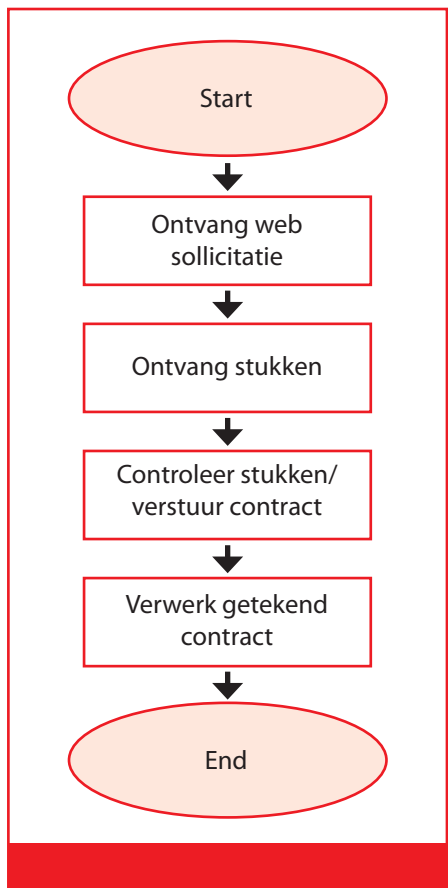 Start
Ontvang web
sollicitatie
Ontvang stukken
Controleer stukken/
verstuur contract
Verwerk getekend
contract
End